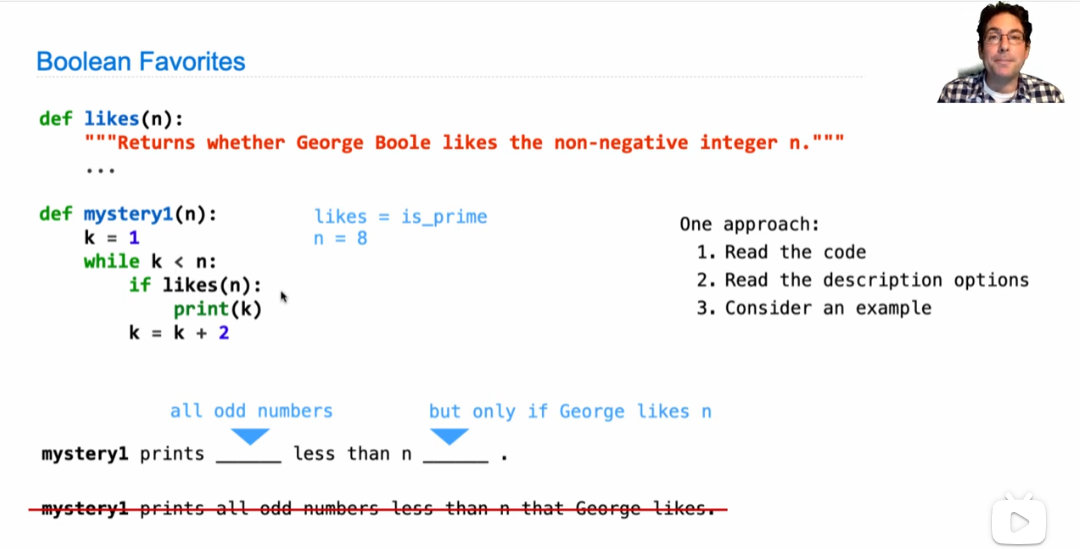 Boolean Favorites
def likes(n):
"""Returns whether George Boole likes the non-negative integer n."""
...
def mystery1(n):
k = 1
while k < n:
if likes(n):
print(k)
k = k + 2
likes = is_prime
n = 8
One approach:
1. Read the code
2. Read the description options
3. Consider an example
all odd numbers but only if George likes n
mystery1 prints ______ less than n ______ .
mystery1 prints all odd numbers less than n that George likes.